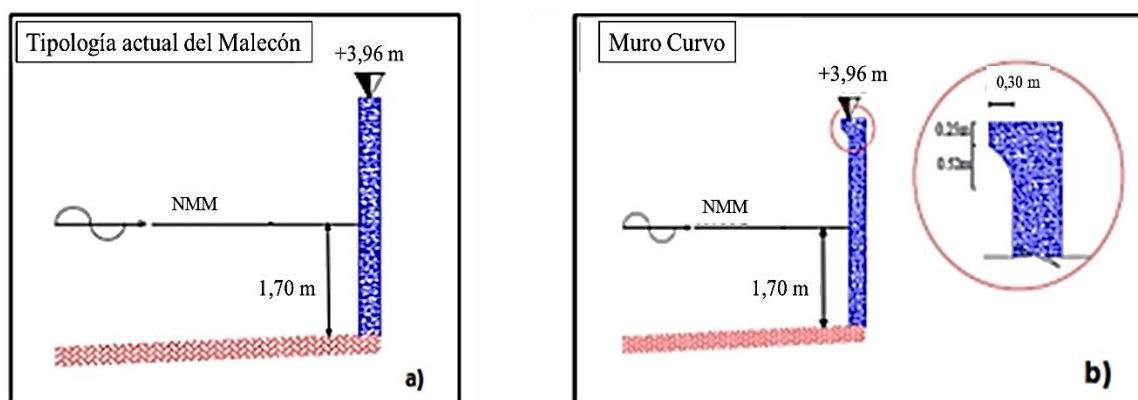 Tipología actual del Malecón
+3,96 m
NMM
1,70 m
a)
Muro Curvo
+3,96 m
NMM
1,70 m
0,30 m
0.25m
0.52m
b)